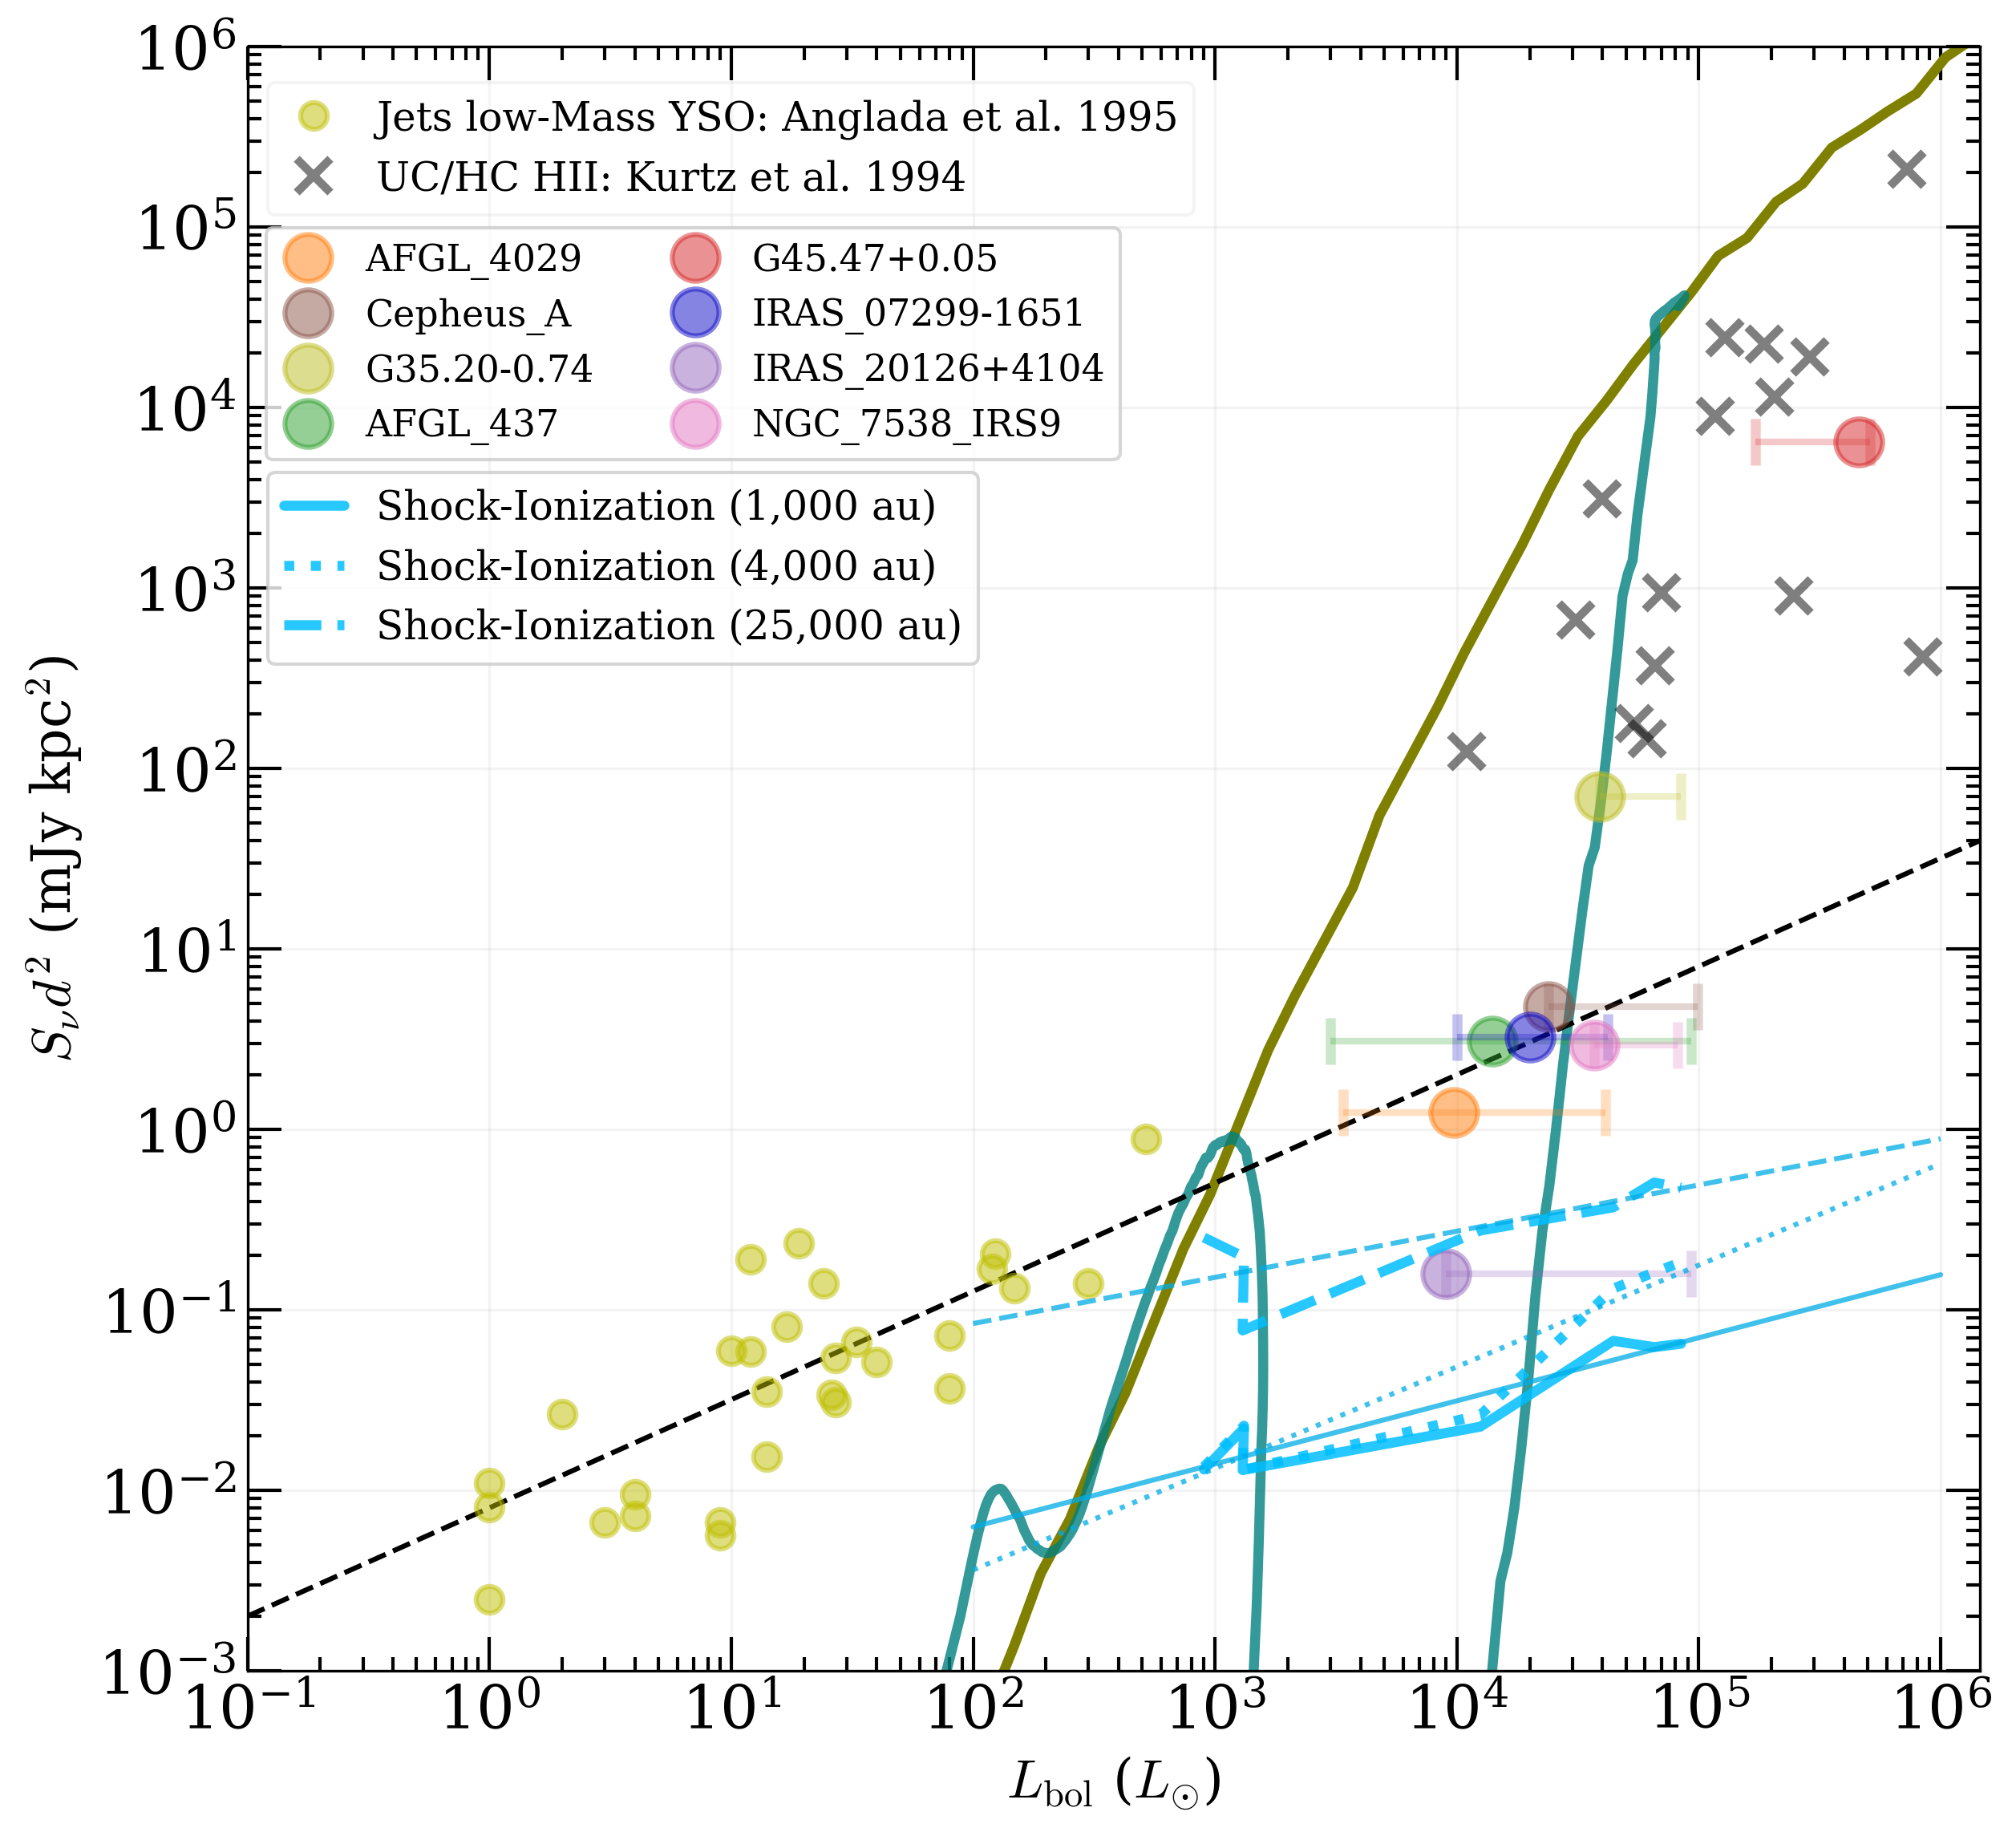 10^6
10^5
10^4
10^3
10^2
10^1
10^0
10^−1
10^−2
10^−3
S_ν d^2 (mJy kpc^2)
Jets low-Mass YSO: Anglada et al. 1995
UC/HC HII: Kurtz et al. 1994
AFGL_4029
Cepheus_A
G35.20-0.74
AFGL_437
G45.47+0.05
IRAS_07299-1651
IRAS_20126+4104
NGC_7538_IRS9
Shock-Ionization (1,000 au)
Shock-Ionization (4,000 au)
Shock-Ionization (25,000 au)
10^−1 10^0 10^1 10^2 10^3 10^4 10^5 10^6
L_bol (L_⊙)